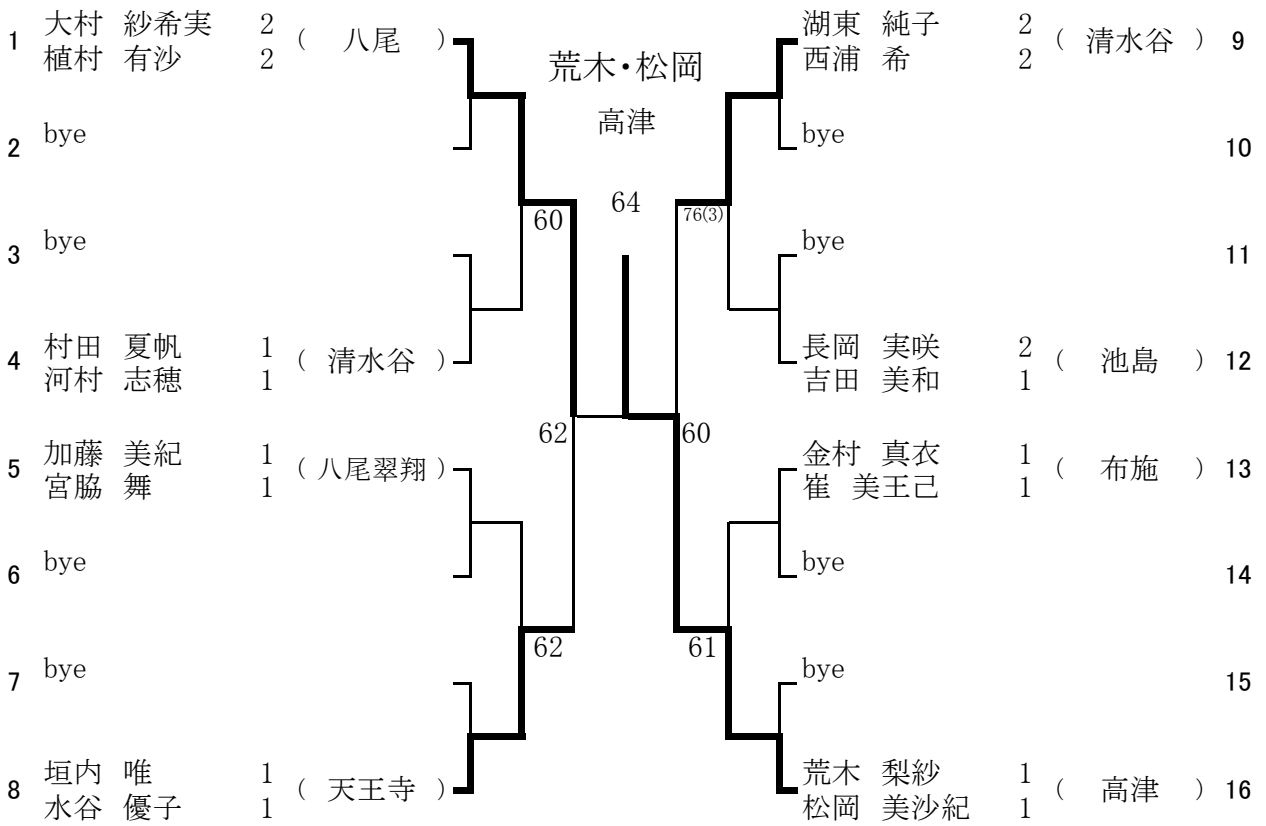 1 大村 紗希実 2 ( 八尾 )
植村 有沙 2
2 bye
3 bye
4 村田 夏帆 1 ( 清水谷 )
河村 志穂 1
5 加藤 美紀 1 ( 八尾翠翔 )
宮脇 舞 1
6 bye
7 bye
8 垣内 唯 1 ( 天王寺 )
水谷 優子 1
荒木・松岡
高津
64
60
76(3)
62
60
62
61
湖東 純子 2 ( 清水谷 ) 9
西浦 希 2
bye 10
bye 11
長岡 実咲 2 ( 池島 ) 12
吉田 美和 1
金村 真衣 1 ( 布施 ) 13
崔 美王己 1
bye 14
bye 15
荒木 梨紗 1 ( 高津 ) 16
松岡 美沙紀 1